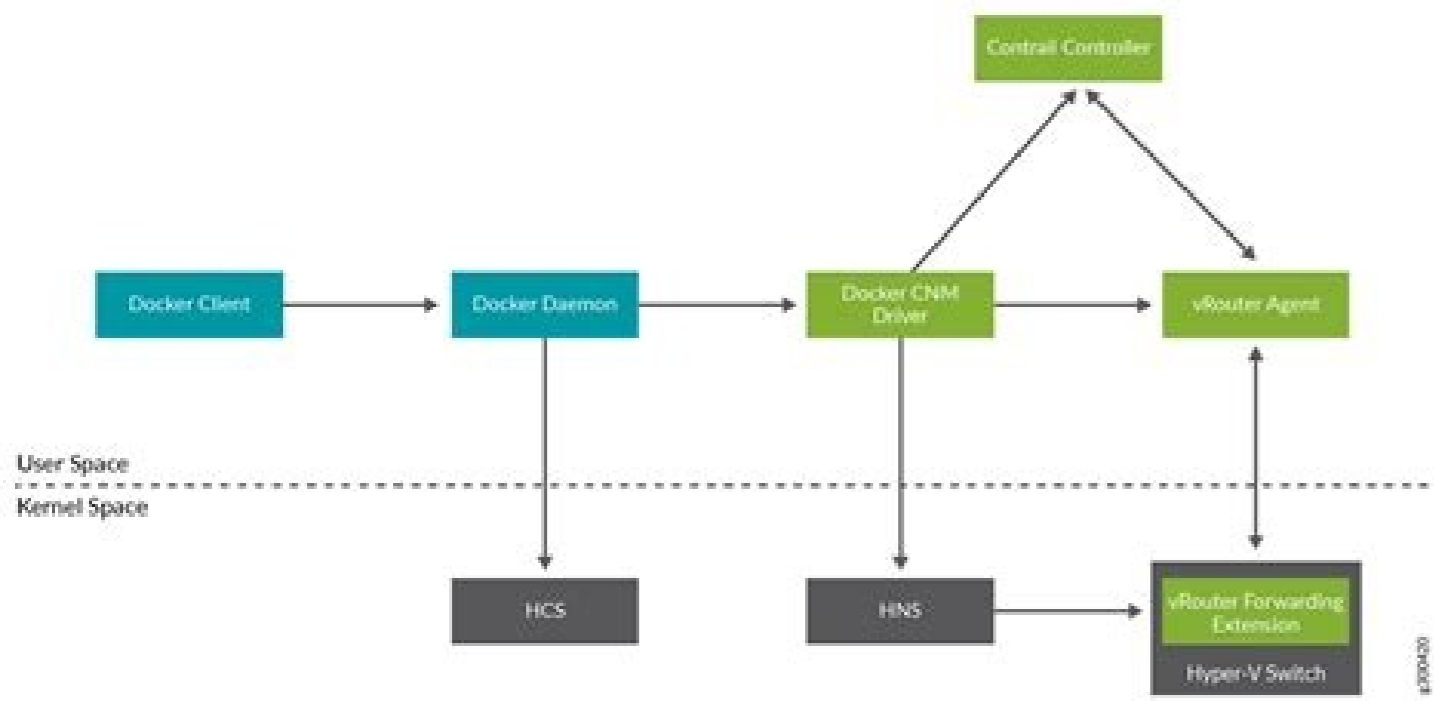 Contrail Controller
Docker Client
Docker Daemon
Docker CNM
Driver
vRouter Agent
User Space
Kernel Space
HCS
HNS
vRouter Forwarding
Extension
Hyper-V Switch
g300420